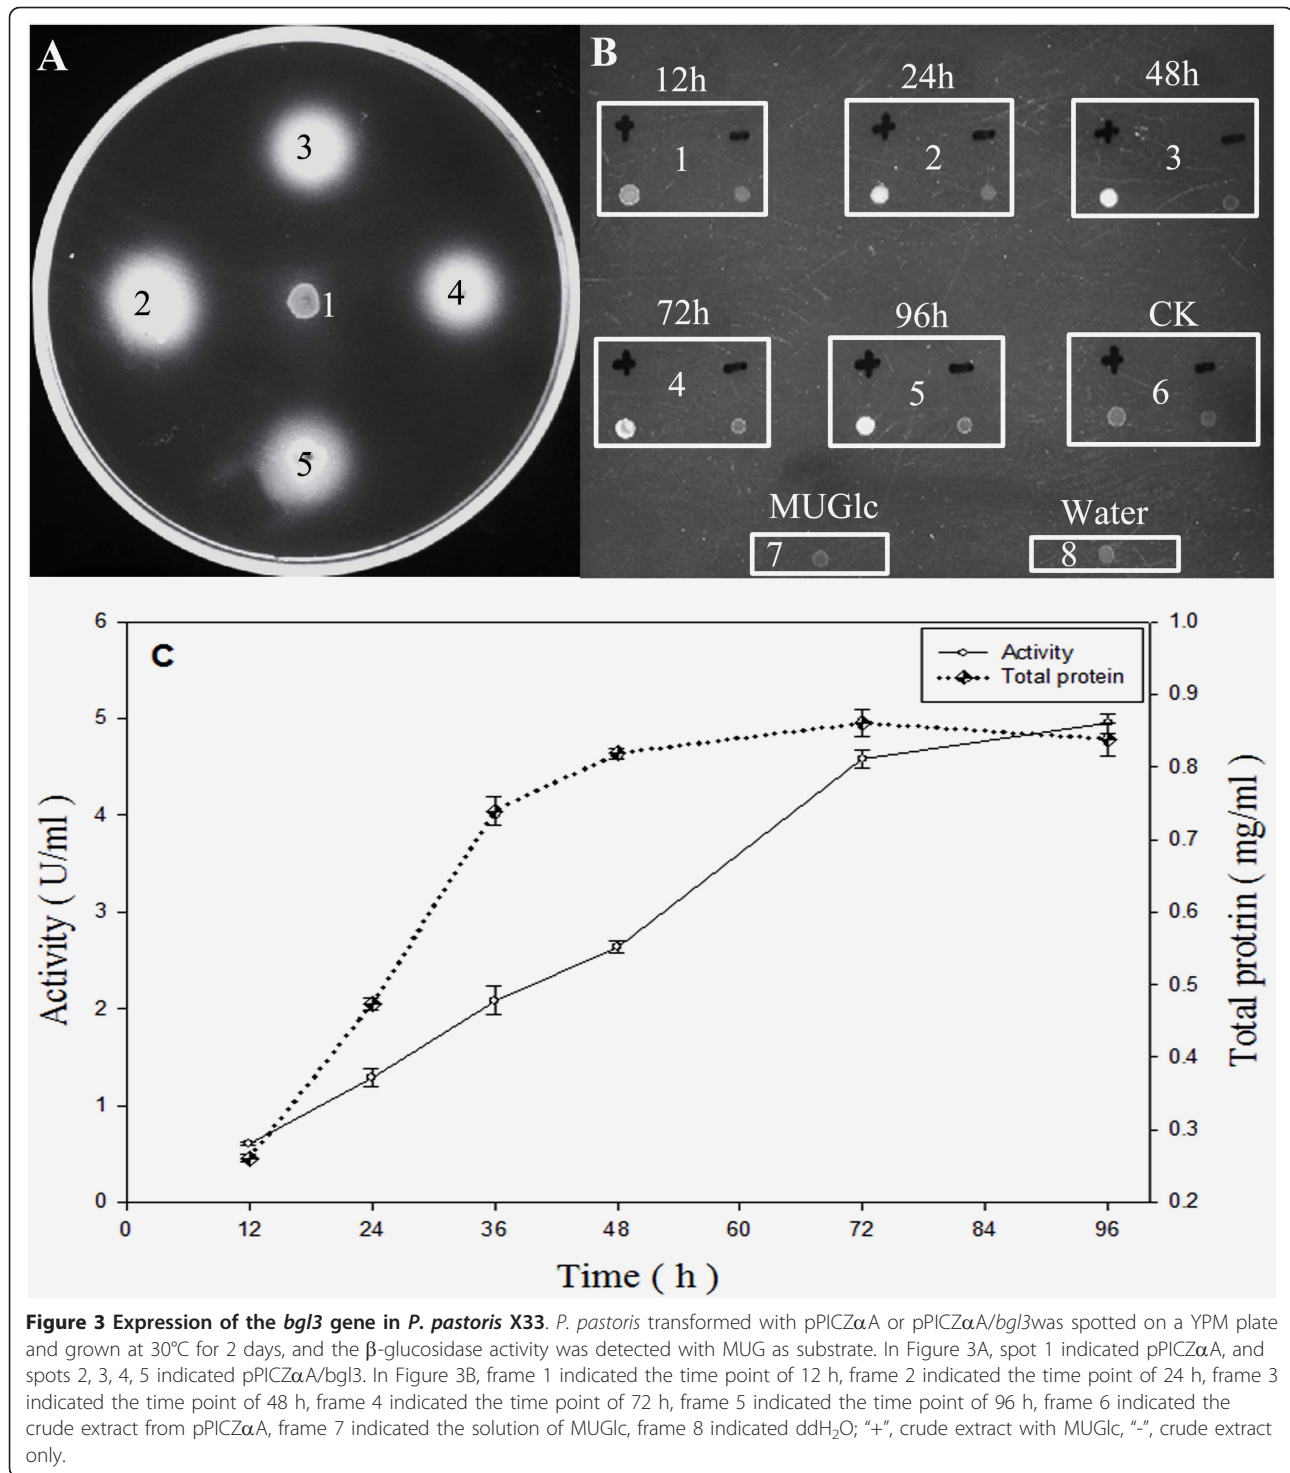 A
3
2
1
4
5
B
12h
24h
48h
+ -
1
+ -
2
+ -
3
72h
96h
CK
+ -
4
+ -
5
+ -
6
MUGlc
7
Water
8
C
Activity
Total protein
Activity ( U/ml )
6
5
4
3
2
1
0
Total protrin ( mg/ml )
1.0
0.9
0.8
0.7
0.6
0.5
0.4
0.3
0.2
0 12 24 36 48 60 72 84 96
Time ( h )
Figure 3 Expression of the bgl3 gene in P. pastoris X33. P. pastoris transformed with pPICZαA or pPICZαA/bgl3was spotted on a YPM plate
and grown at 30°C for 2 days, and the β-glucosidase activity was detected with MUG as substrate. In Figure 3A, spot 1 indicated pPICZαA, and
spots 2, 3, 4, 5 indicated pPICZαA/bgl3. In Figure 3B, frame 1 indicated the time point of 12 h, frame 2 indicated the time point of 24 h, frame 3
indicated the time point of 48 h, frame 4 indicated the time point of 72 h, frame 5 indicated the time point of 96 h, frame 6 indicated the
crude extract from pPICZαA, frame 7 indicated the solution of MUGlc, frame 8 indicated ddH₂O; “+”, crude extract with MUGlc, “-”, crude extract
only.